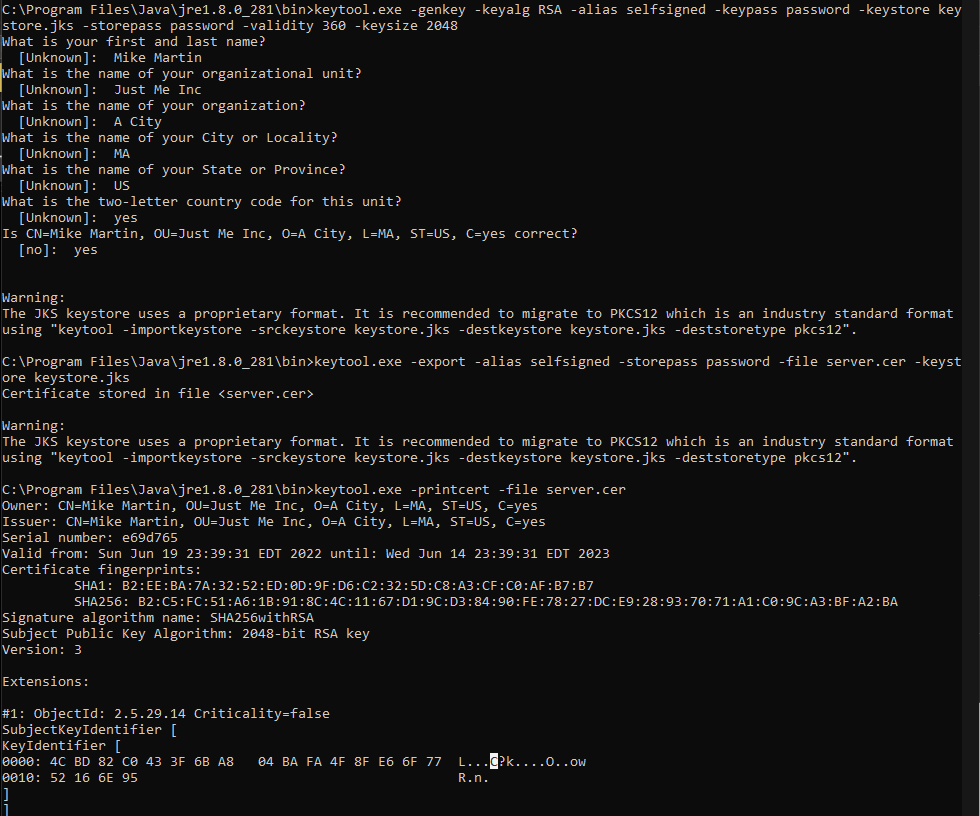 C:\Program Files\Java\jre1.8.0_281\bin>keytool.exe -genkey -keyalg RSA -alias selfsigned -keypass password -keystore key
store.jks -storepass password -validity 360 -keysize 2048
What is your first and last name?
  [Unknown]:  Mike Martin
What is the name of your organizational unit?
  [Unknown]:  Just Me Inc
What is the name of your organization?
  [Unknown]:  A City
What is the name of your City or Locality?
  [Unknown]:  MA
What is the name of your State or Province?
  [Unknown]:  US
What is the two-letter country code for this unit?
  [Unknown]:  yes
Is CN=Mike Martin, OU=Just Me Inc, O=A City, L=MA, ST=US, C=yes correct?
  [no]:  yes
Warning:
The JKS keystore uses a proprietary format. It is recommended to migrate to PKCS12 which is an industry standard format
using "keytool -importkeystore -srckeystore keystore.jks -destkeystore keystore.jks -deststoretype pkcs12".
C:\Program Files\Java\jre1.8.0_281\bin>keytool.exe -export -alias selfsigned -storepass password -file server.cer -keyst
ore keystore.jks
Certificate stored in file <server.cer>
Warning:
The JKS keystore uses a proprietary format. It is recommended to migrate to PKCS12 which is an industry standard format
using "keytool -importkeystore -srckeystore keystore.jks -destkeystore keystore.jks -deststoretype pkcs12".
C:\Program Files\Java\jre1.8.0_281\bin>keytool.exe -printcert -file server.cer
Owner: CN=Mike Martin, OU=Just Me Inc, O=A City, L=MA, ST=US, C=yes
Issuer: CN=Mike Martin, OU=Just Me Inc, O=A City, L=MA, ST=US, C=yes
Serial number: e69d765
Valid from: Sun Jun 19 23:39:31 EDT 2022 until: Wed Jun 14 23:39:31 EDT 2023
Certificate fingerprints:
         SHA1: B2:EE:BA:7A:32:52:ED:0D:9F:D6:C2:32:5D:C8:A3:CF:C0:AF:B7:B7
         SHA256: B2:C5:FC:51:A6:1B:91:8C:4C:11:67:D1:9C:D3:84:90:FE:78:27:DC:E9:28:93:70:71:A1:C0:9C:A3:BF:A2:BA
Signature algorithm name: SHA256withRSA
Subject Public Key Algorithm: 2048-bit RSA key
Version: 3
Extensions:
#1: ObjectId: 2.5.29.14 Criticality=false
SubjectKeyIdentifier [
KeyIdentifier [
0000: 4C BD 82 C0 43 3F 6B A8   04 BA FA 4F 8F E6 6F 77  L...C?k....O..ow
0010: 52 16 6E 95                                        R.n.
]
]